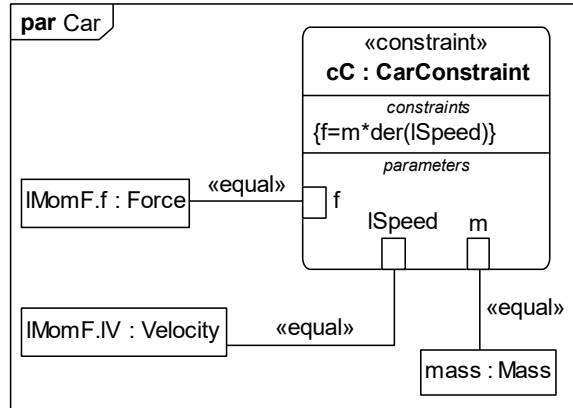 par Car
«constraint»
cC : CarConstraint
constraints
{f=m*der(lSpeed)}
parameters
«equal»
lMomF.f : Force
f
lSpeed
m
«equal»
lMomF.lV : Velocity
«equal»
mass : Mass